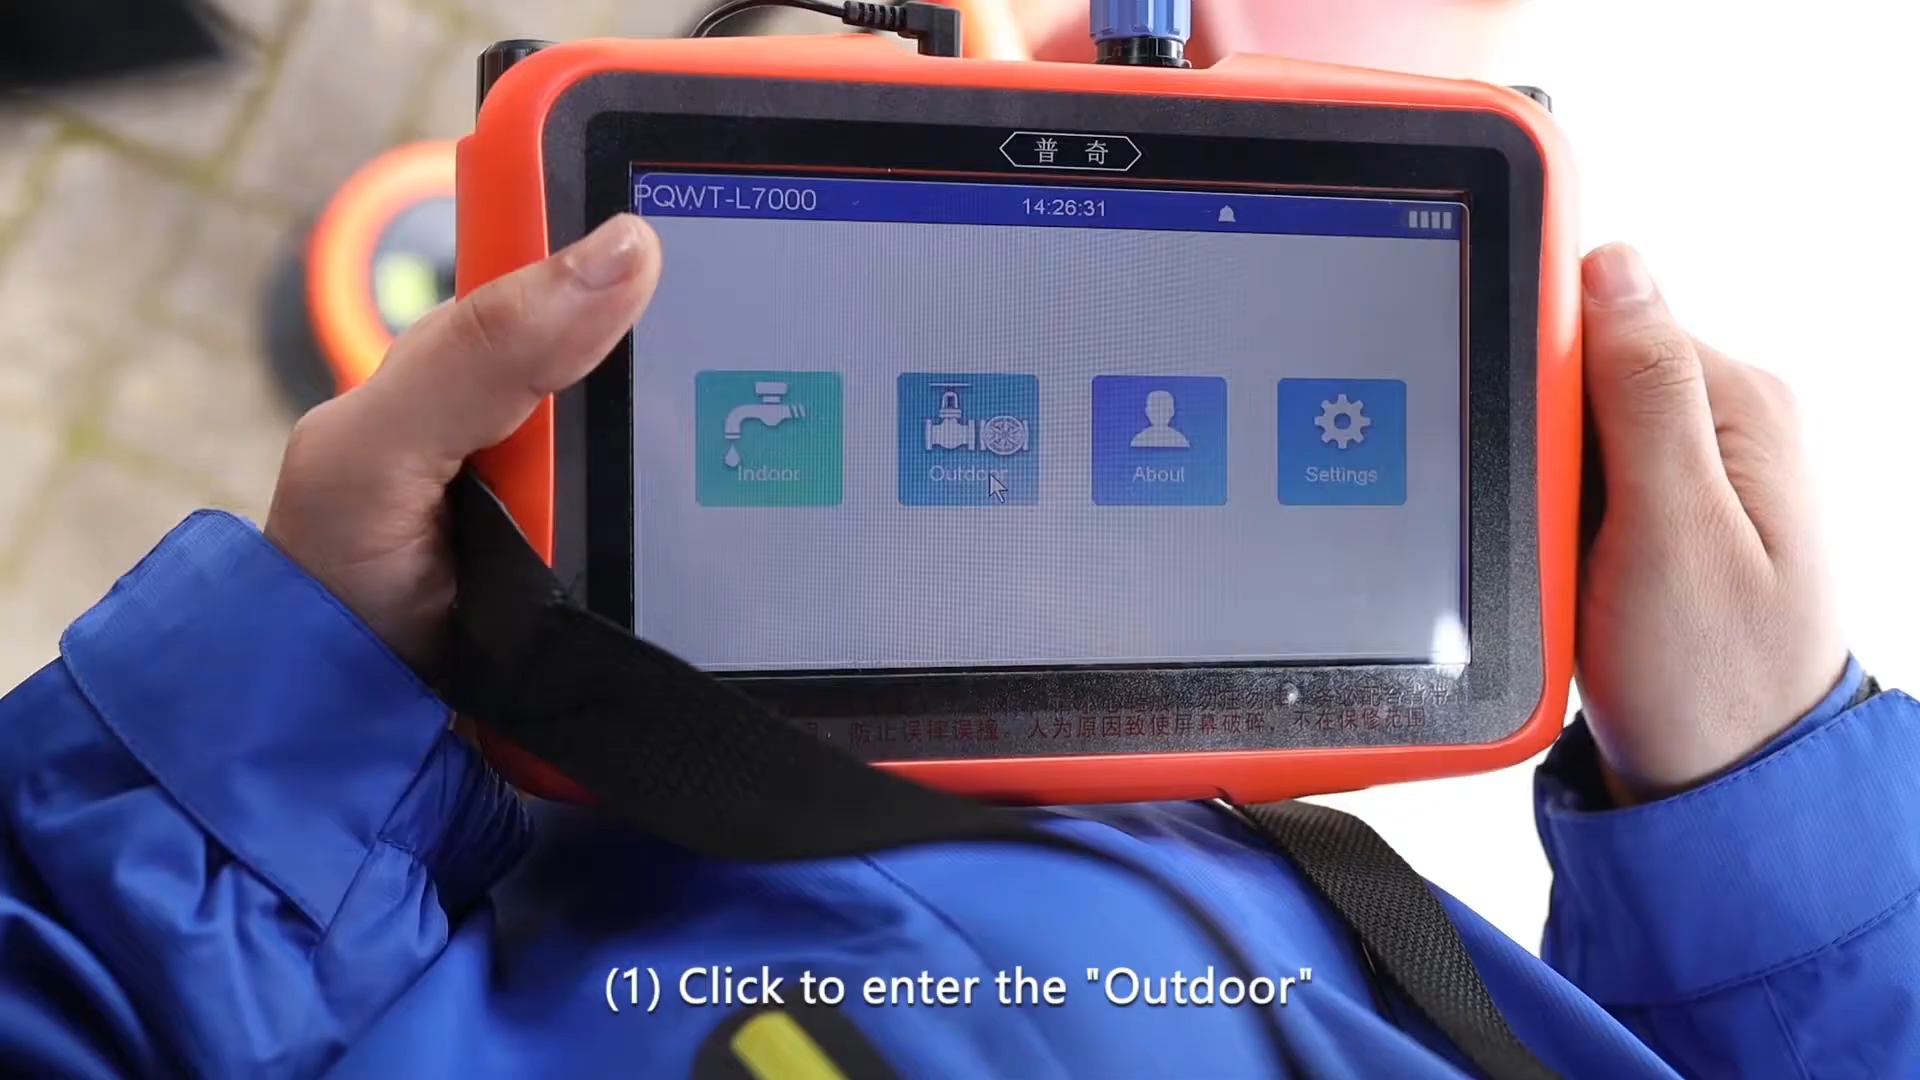 普奇
PQWT-L7000 14:26:31
Indoor Outdoor About Settings
防止误摔误撞。人为原因致使屏幕破碎，不在保修范围
(1) Click to enter the "Outdoor"